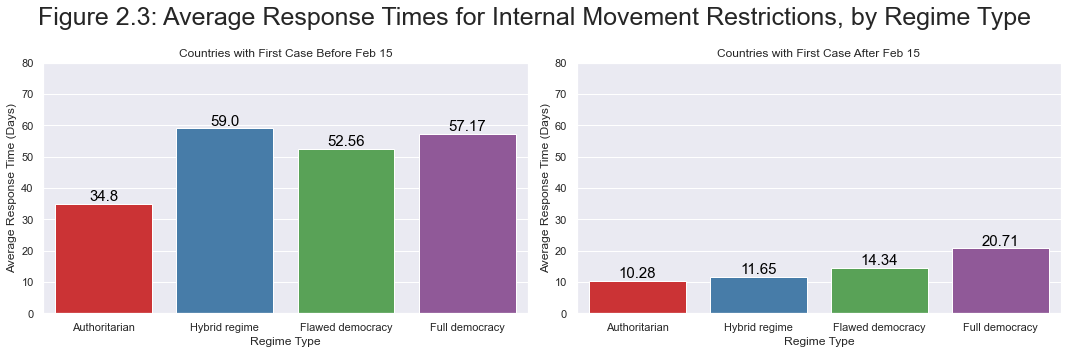 Figure 2.3: Average Response Times for Internal Movement Restrictions, by Regime Type
Countries with First Case Before Feb 15
Average Response Time (Days)
80
70
60
50
40
30
20
10
0
34.8
59.0
52.56
57.17
Authoritarian
Hybrid regime
Flawed democracy
Full democracy
Regime Type
Countries with First Case After Feb 15
Average Response Time (Days)
80
70
60
50
40
30
20
10
0
10.28
11.65
14.34
20.71
Authoritarian
Hybrid regime
Flawed democracy
Full democracy
Regime Type